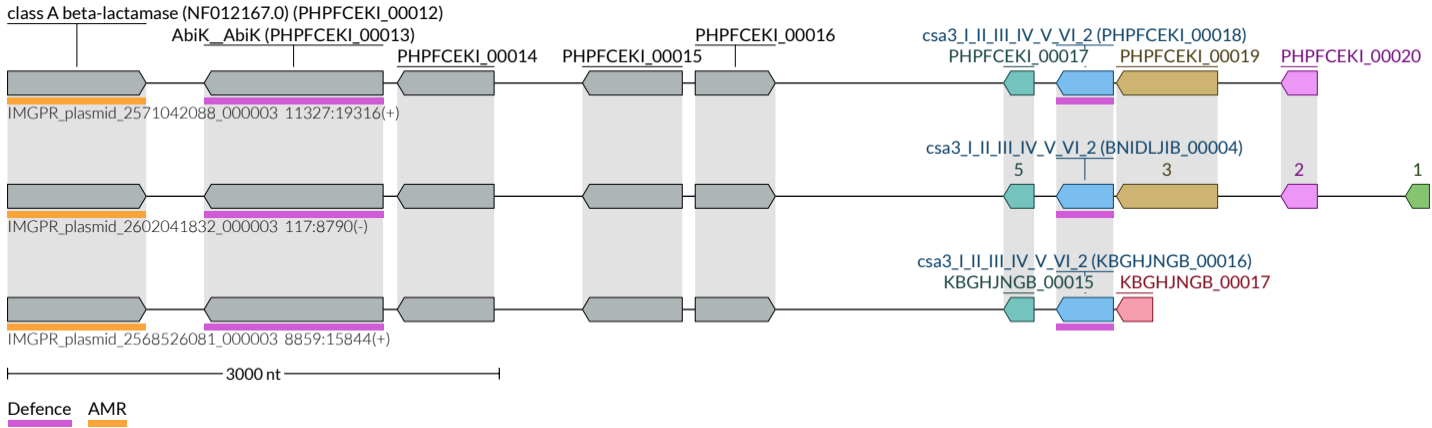 class A beta-lactamase (NF012167.0) (PHPFCEKI_00012)
AbiK__AbiK (PHPFCEKI_00013)
PHPFCEKI_00016
csa3_I_II_III_IV_V_VI_2 (PHPFCEKI_00018)
PHPFCEKI_00014
PHPFCEKI_00015
PHPFCEKI_00017
PHPFCEKI_00019
PHPFCEKI_00020
IMGPR_plasmid_2571042088_000003 11327:19316(+)
csa3_I_II_III_IV_V_VI_2 (BNIDLJIB_00004)
5
3
2
1
IMGPR_plasmid_2602041832_000003 117:8790(-)
csa3_I_II_III_IV_V_VI_2 (KBGHJNGB_00016)
KBGHJNGB_00015
KBGHJNGB_00017
IMGPR_plasmid_2568526081_000003 8859:15844(+)
3000 nt
Defence
AMR